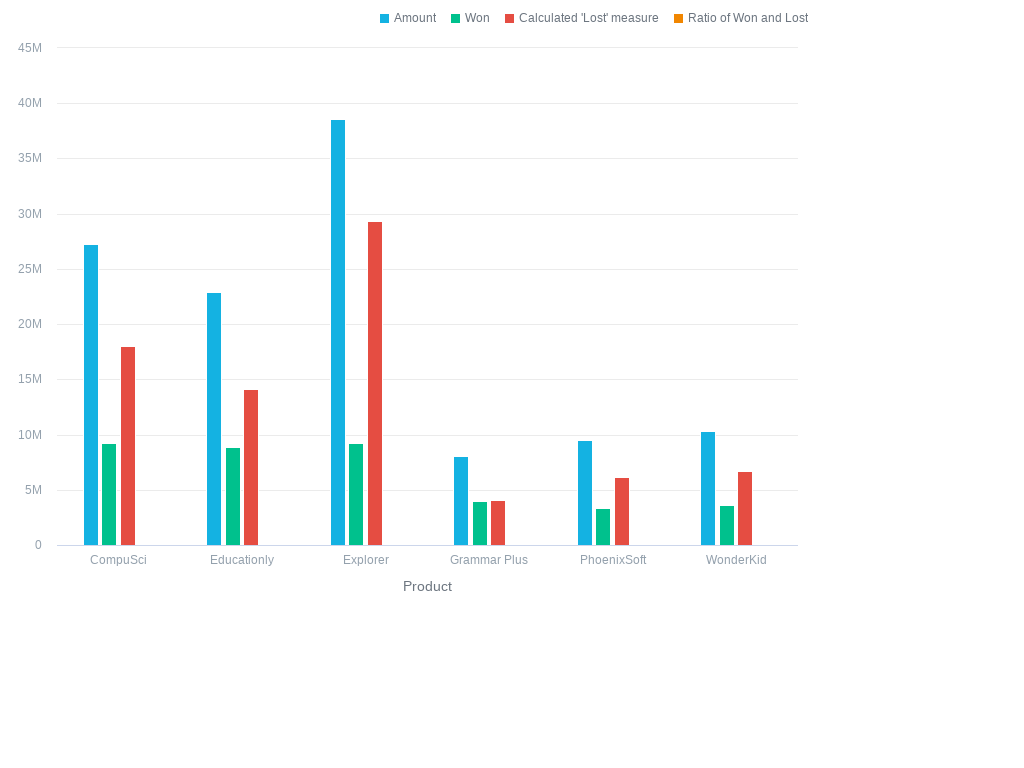 Amount Won Calculated 'Lost' measure Ratio of Won and Lost
45M
40M
35M
30M
25M
20M
15M
10M
5M
0
CompuSci Educationly Explorer Grammar Plus PhoenixSoft WonderKid
Product